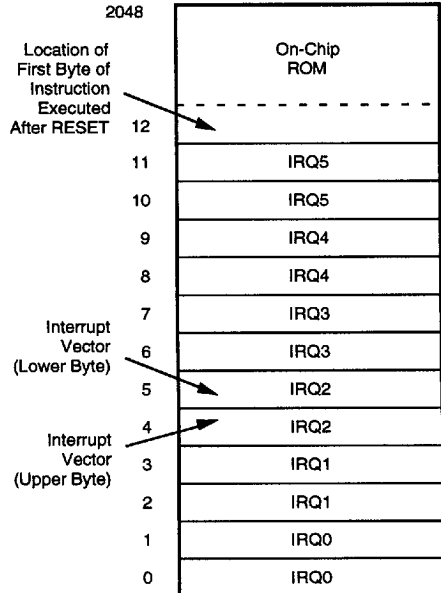 2048
Location of
First Byte of
Instruction
Executed
After RESET
On-Chip
ROM
12
11 IRQ5
10 IRQ5
9 IRQ4
8 IRQ4
7 IRQ3
6 IRQ3
Interrupt
Vector
(Lower Byte)
5 IRQ2
4 IRQ2
Interrupt
Vector
(Upper Byte)
3 IRQ1
2 IRQ1
1 IRQ0
0 IRQ0